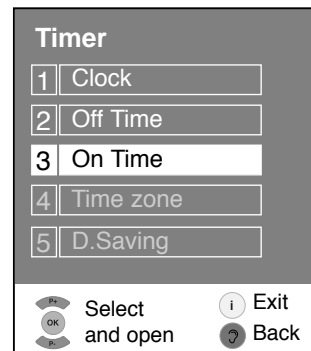 Timer
1 Clock
2 Off Time
3 On Time
4 Time zone
5 D.Saving
P+
OK
P-
Select
and open
i Exit
Back